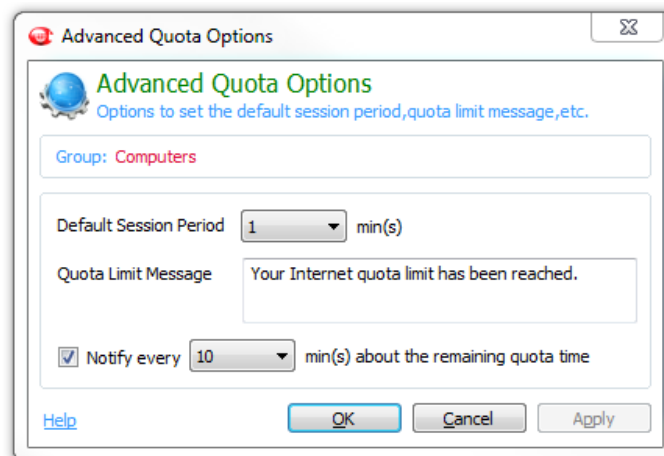 Advanced Quota Options
Advanced Quota Options
Options to set the default session period,quota limit message,etc.
Group: Computers
Default Session Period 1 min(s)
Quota Limit Message Your Internet quota limit has been reached.
Notify every 10 min(s) about the remaining quota time
Help OK Cancel Apply